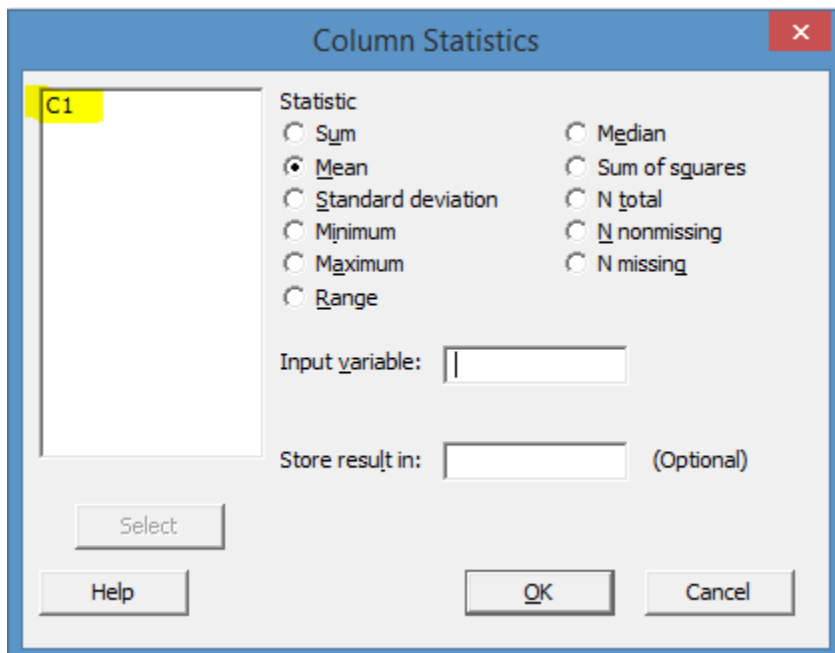 Column Statistics
C1
Statistic
Sum
Median
Mean
Sum of squares
Standard deviation
N total
Minimum
N nonmissing
Maximum
N missing
Range
Input variable:
Store result in:
(Optional)
Select
Help
OK
Cancel